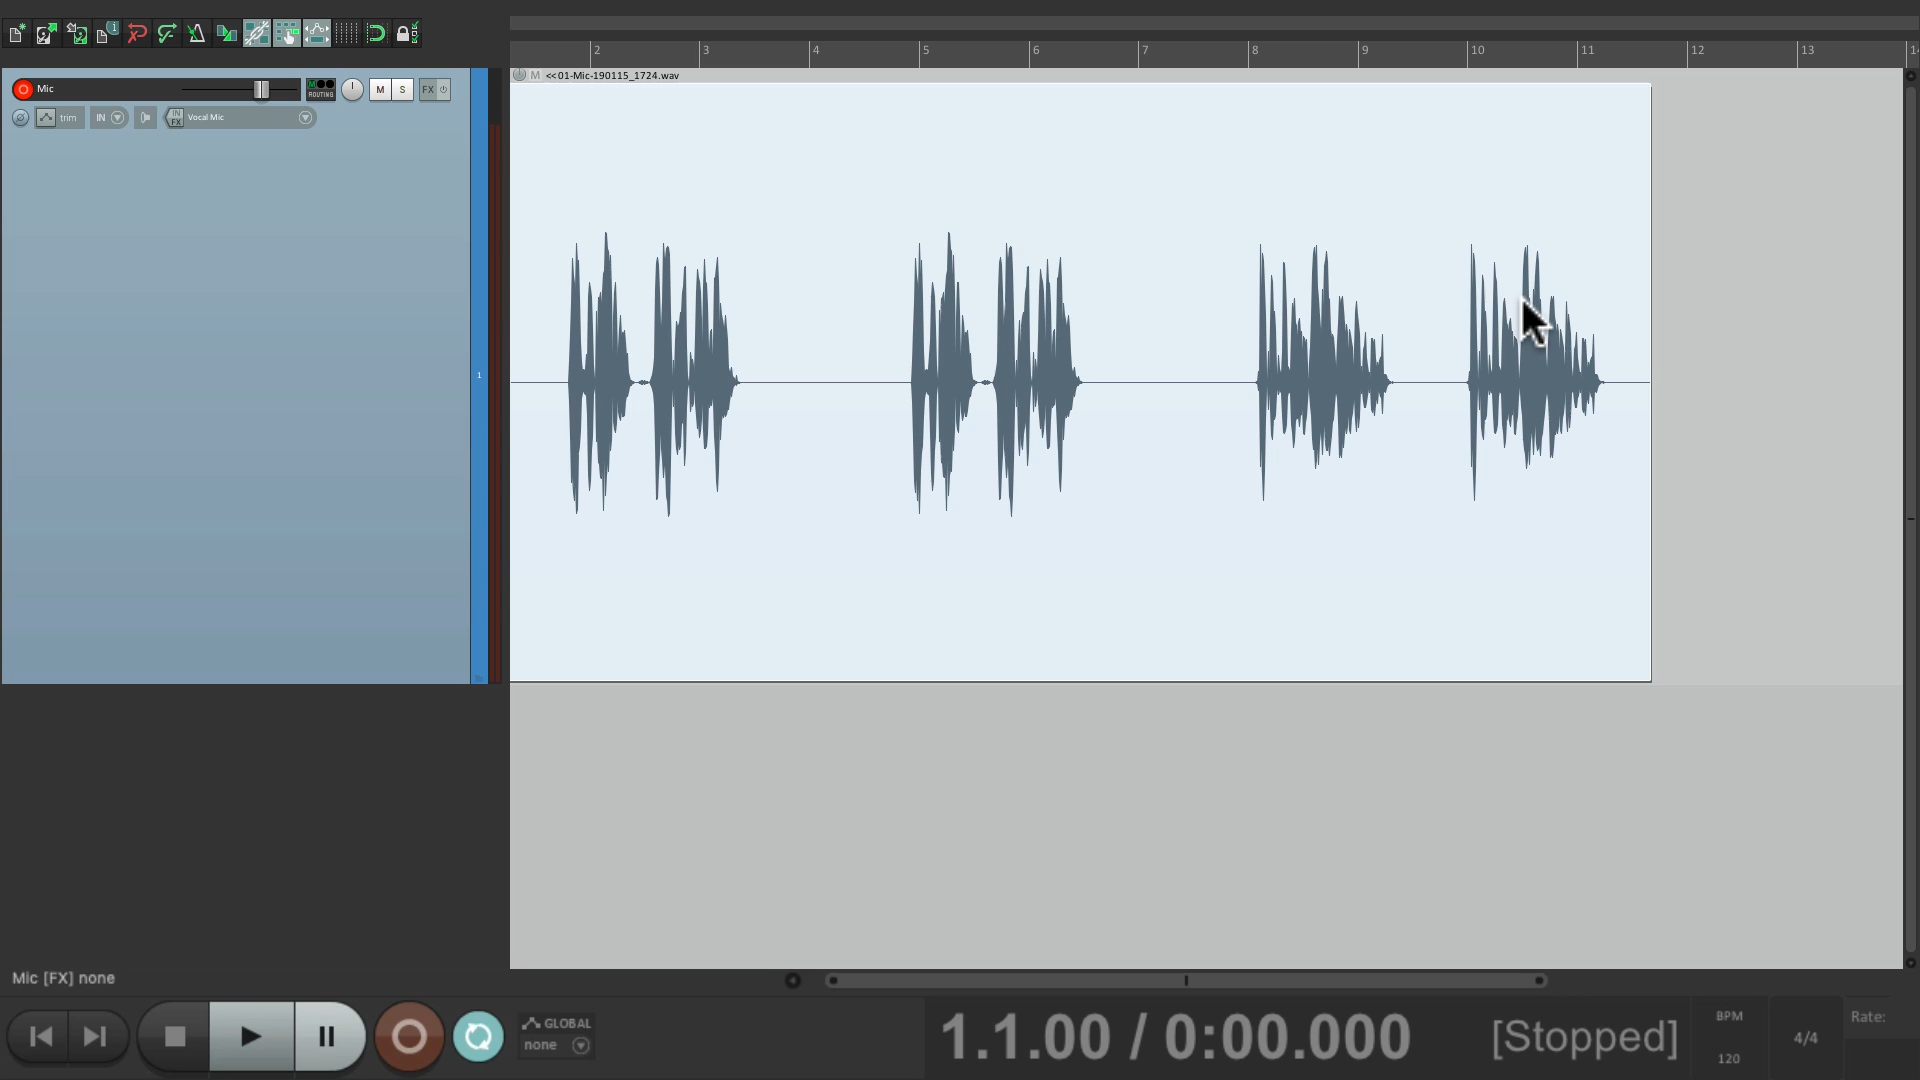 2 3 4 5 6 7 8 9 10 11 12 13
M <<01-Mic-190115_1724.wav
Mic ROUTING M S FX
trim IN IN FX Vocal Mic
1
Mic [FX] none
GLOBAL
none
1.1.00 / 0:00.000 [Stopped]
BPM
120
4/4
Rate: